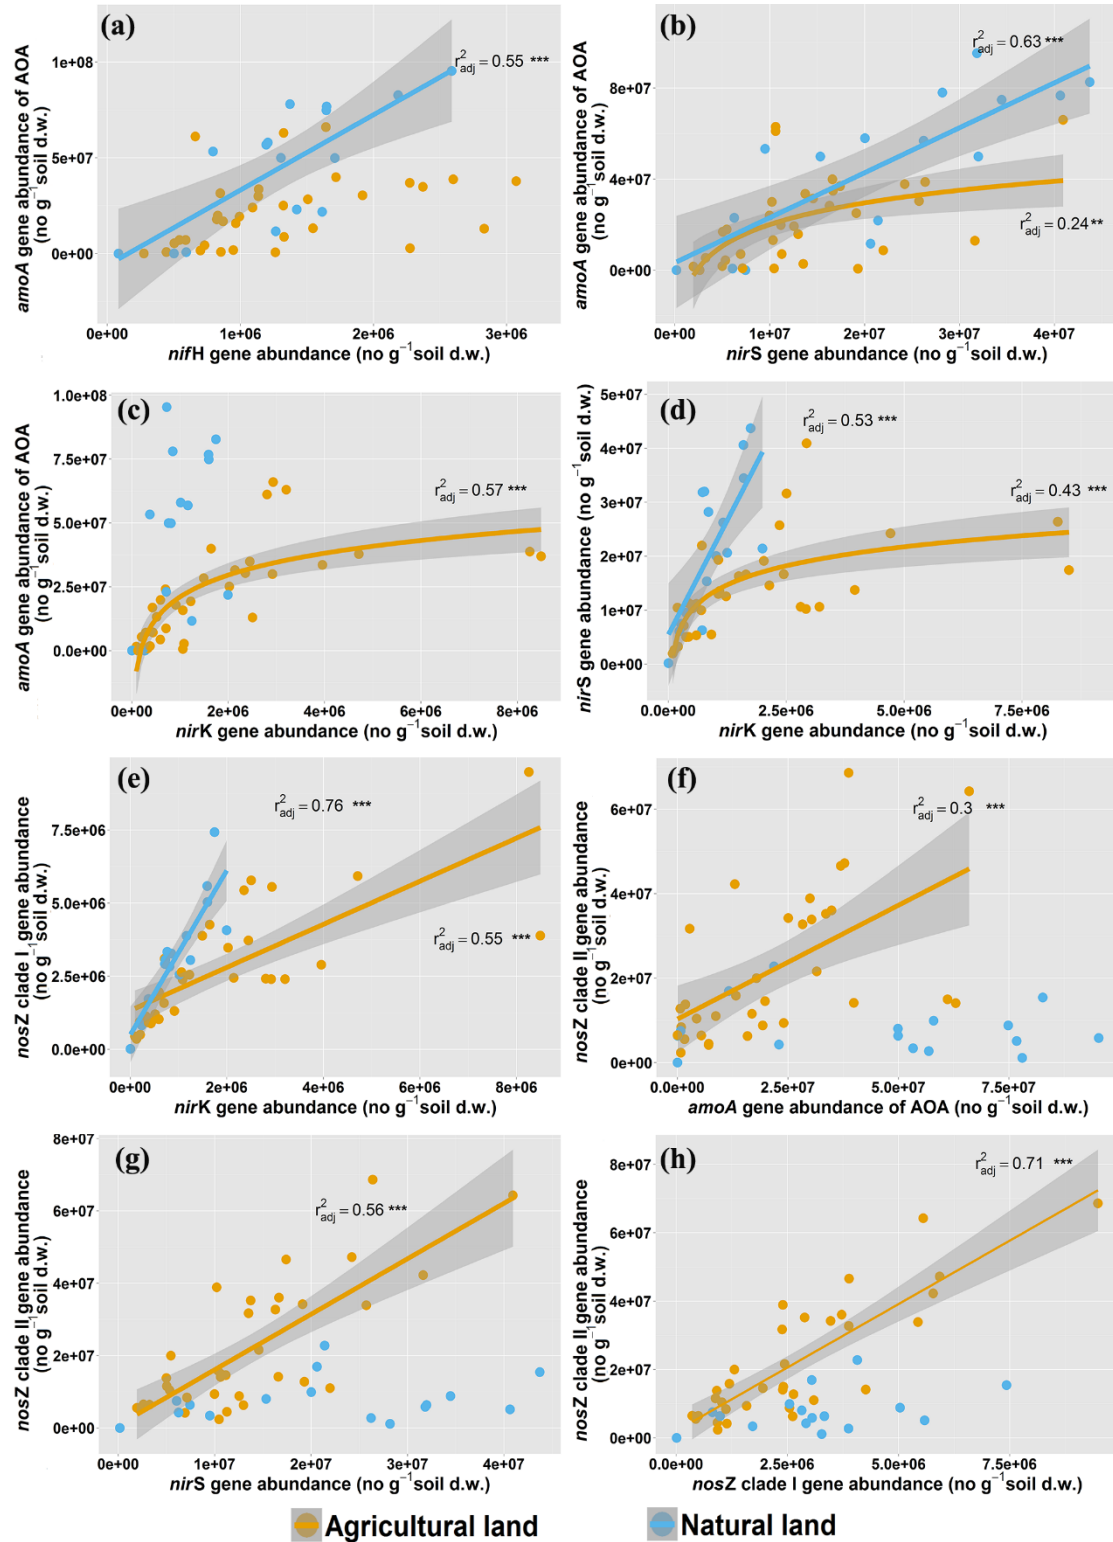 (a)
amoA gene abundance of AOA
(no g⁻¹soil d.w.)
1e+08
5e+07
0e+00
r²adj = 0.55 ***
0e+00 1e+06 2e+06 3e+06
nifH gene abundance (no g⁻¹soil d.w.)
(b)
amoA gene abundance of AOA
(no g⁻¹soil d.w.)
8e+07
4e+07
0e+00
r²adj = 0.63 ***
0.24 **
1e+07 2e+07 3e+07 4e+07
nirS gene abundance (no g⁻¹soil d.w.)
(c)
amoA gene abundance of AOA
(no g⁻¹soil d.w.)
1.0e+08
7.5e+07
5.0e+07
2.5e+07
0.0e+00
r²adj = 0.57 ***
0e+00 2e+06 4e+06 6e+06 8e+06
nirK gene abundance (no g⁻¹soil d.w.)
(d)
nirS gene abundance (no g⁻¹soil d.w.)
5e+07
4e+07
3e+07
2e+07
1e+07
0e+00
r²adj = 0.53 ***
r²adj = 0.43 ***
0.0e+00 2.5e+06 5.0e+06 7.5e+06
nirK gene abundance (no g⁻¹soil d.w.)
(e)
nosZ clade I gene abundance
(no g⁻¹soil d.w.)
7.5e+06
5.0e+06
2.5e+06
0.0e+00
r²adj = 0.76 ***
r²adj = 0.55 ***
0e+00 2e+06 4e+06 6e+06 8e+06
nirK gene abundance (no g⁻¹soil d.w.)
(f)
nosZ clade II gene abundance
(no g⁻¹soil d.w.)
6e+07
4e+07
2e+07
0e+00
r²adj = 0.3 ***
0.0e+00 2.5e+07 5.0e+07 7.5e+07
amoA gene abundance of AOA (no g⁻¹soil d.w.)
(g)
nosZ clade II gene abundance
(no g⁻¹soil d.w.)
8e+07
6e+07
4e+07
2e+07
0e+00
r²adj = 0.56 ***
0e+00 1e+07 2e+07 3e+07 4e+07
nirS gene abundance (no g⁻¹soil d.w.)
(h)
nosZ clade II gene abundance
(no g⁻¹soil d.w.)
8e+07
6e+07
4e+07
2e+07
0e+00
r²adj = 0.71 ***
0.0e+00 2.5e+06 5.0e+06 7.5e+06
nosZ clade I gene abundance (no g⁻¹soil d.w.)
Agricultural land
Natural land